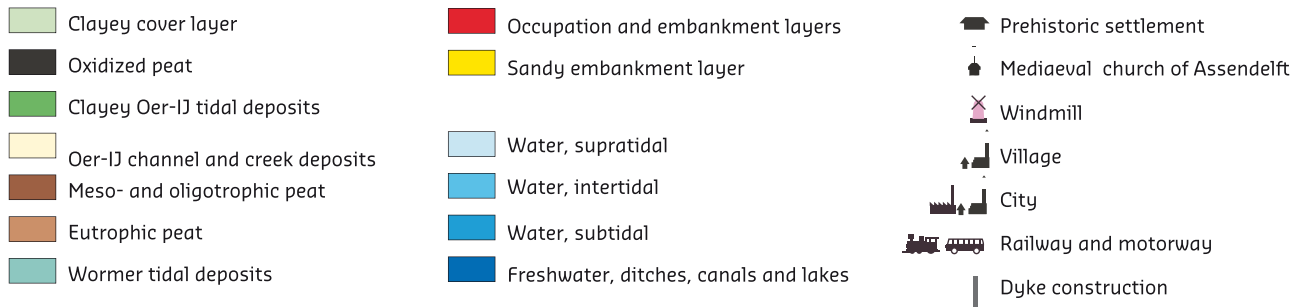 Clayey cover layer
Oxidized peat
Clayey Oer-IJ tidal deposits
Oer-IJ channel and creek deposits
Meso- and oligotrophic peat
Eutrophic peat
Wormer tidal deposits
Occupation and embankment layers
Sandy embankment layer
Water, supratidal
Water, intertidal
Water, subtidal
Freshwater, ditches, canals and lakes
Prehistoric settlement
Mediaeval church of Assendelft
Windmill
Village
City
Railway and motorway
Dyke construction